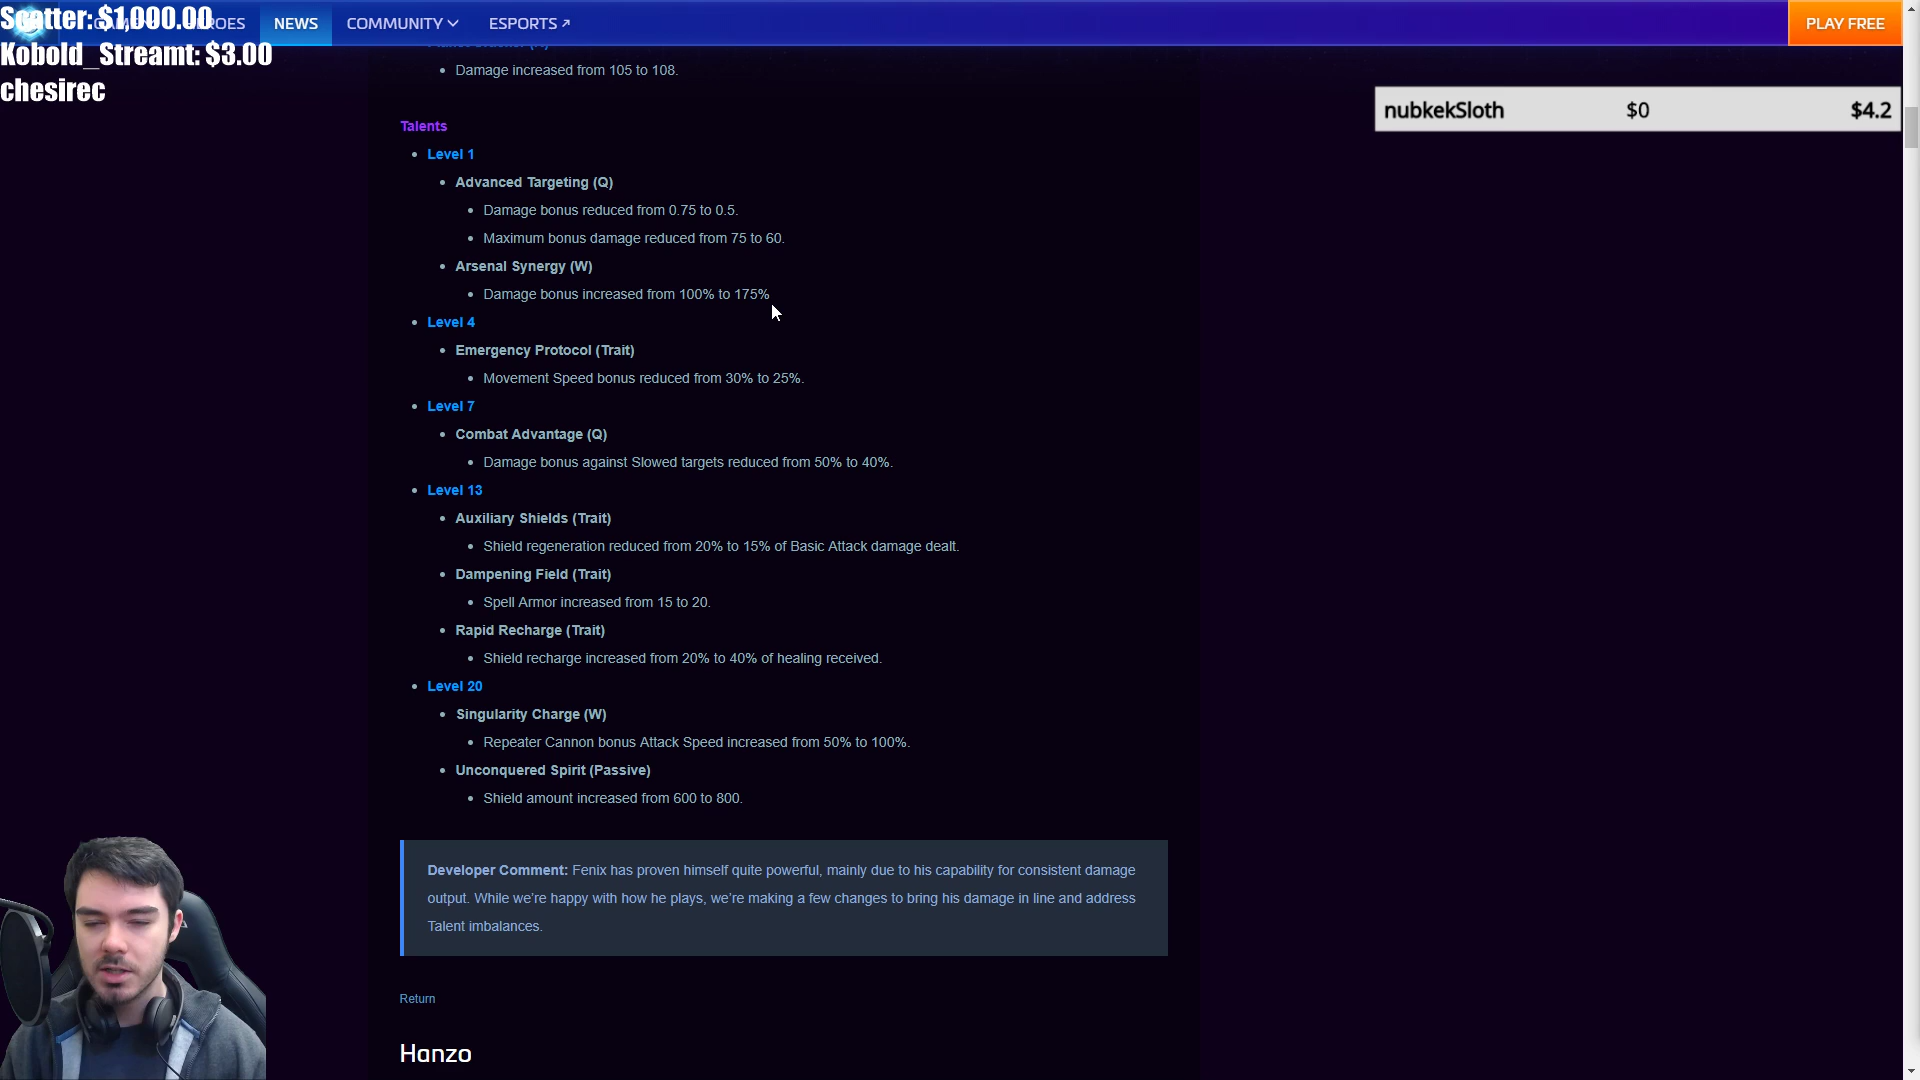 Scatter: $1,000.00
Kobold_Streamt: $3.00
chesirec
NEWS
COMMUNITY
ESPORTS
PLAY FREE
nubkekSloth $0 $4.2
Damage increased from 105 to 108.
Talents
Level 1
Advanced Targeting (Q)
Damage bonus reduced from 0.75 to 0.5.
Maximum bonus damage reduced from 75 to 60.
Arsenal Synergy (W)
Damage bonus increased from 100% to 175%
Level 4
Emergency Protocol (Trait)
Movement Speed bonus reduced from 30% to 25%.
Level 7
Combat Advantage (Q)
Damage bonus against Slowed targets reduced from 50% to 40%.
Level 13
Auxiliary Shields (Trait)
Shield regeneration reduced from 20% to 15% of Basic Attack damage dealt.
Dampening Field (Trait)
Spell Armor increased from 15 to 20.
Rapid Recharge (Trait)
Shield recharge increased from 20% to 40% of healing received.
Level 20
Singularity Charge (W)
Repeater Cannon bonus Attack Speed increased from 50% to 100%.
Unconquered Spirit (Passive)
Shield amount increased from 600 to 800.
Developer Comment: Fenix has proven himself quite powerful, mainly due to his capability for consistent damage
output. While we're happy with how he plays, we're making a few changes to bring his damage in line and address
Talent imbalances.
Return
Hanzo